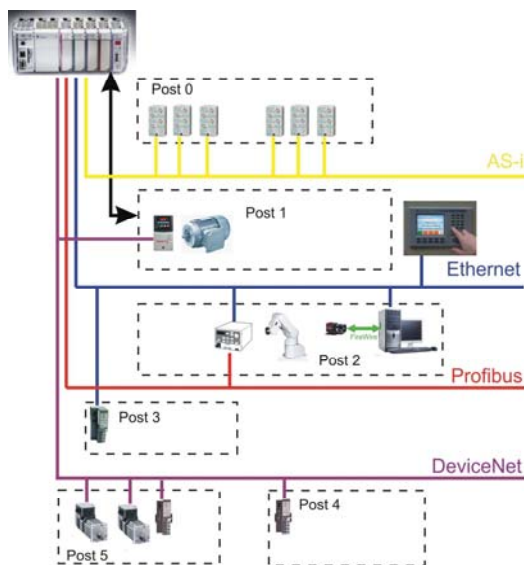 Post 0
AS-i
Post 1
Ethernet
FireWire
Post 2
Profibus
Post 3
DeviceNet
Post 4
Post 5